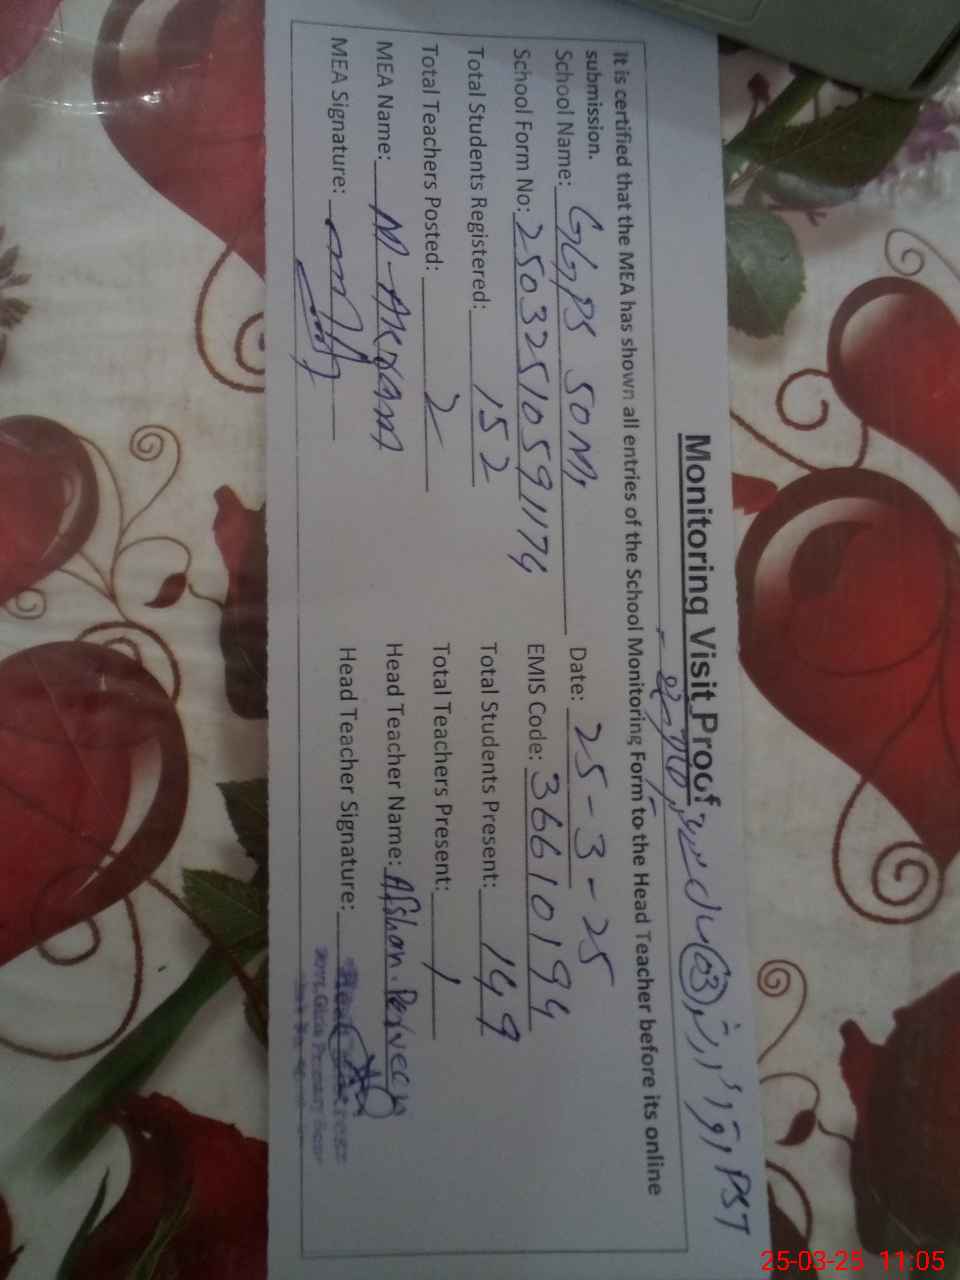 Monitoring Visit Proof
PST
It is certified that the MEA has shown all entries of the School Monitoring Form to the Head Teacher before its online
submission.
School Name: GGPS SOM Date: 25-3-25
School Form No: 25032510591174 EMIS Code: 36610194
Total Students Registered: 152 Total Students Present: 149
Total Teachers Posted: 2 Total Teachers Present: 1
MEA Name: M-Akram Head Teacher Name: Afshan Perveen
MEA Signature: Head Teacher Signature:
25-03-25 11:05